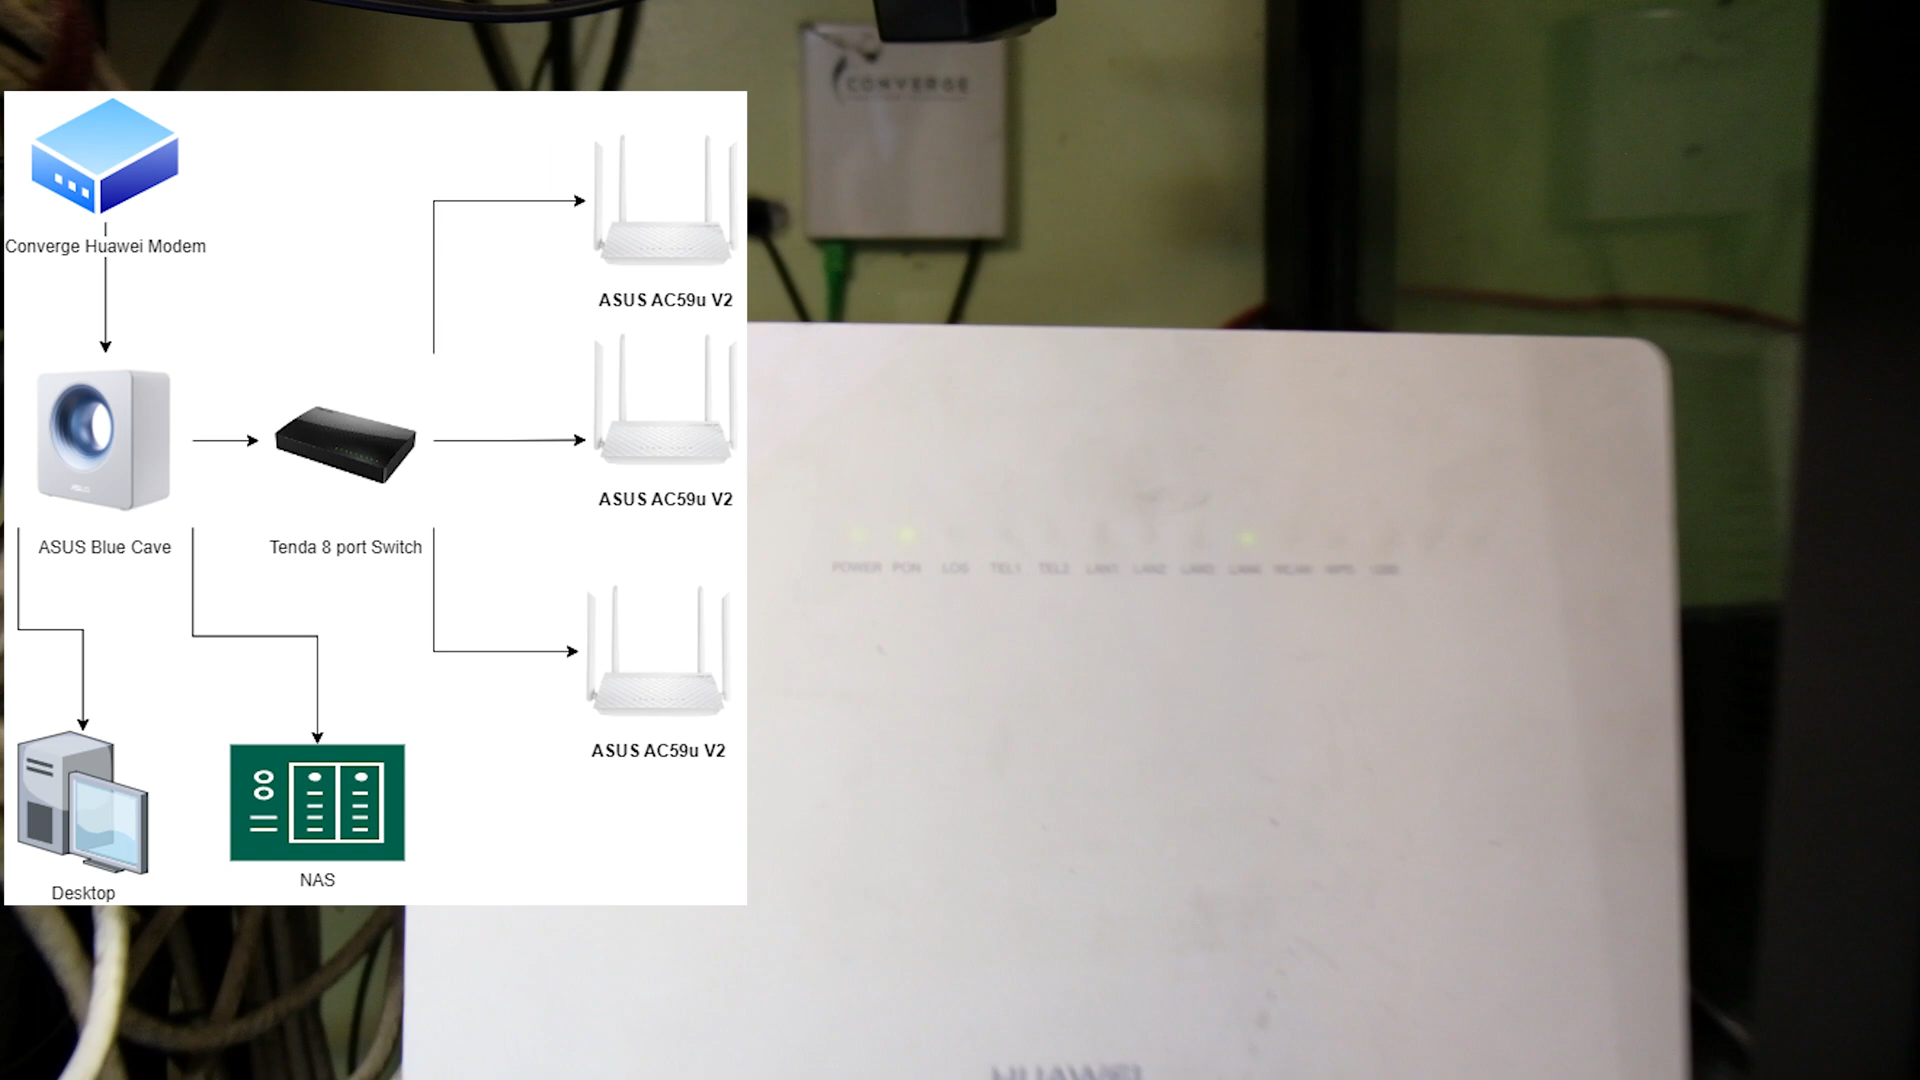 CONVERGE
Converge Huawei Modem
ASUS AC59u V2
ASUS AC59u V2
ASUS Blue Cave
Tenda 8 port Switch
ASUS AC59u V2
Desktop
NAS
POWER PON LOS TEL1 TEL2 LAN1 LAN2 LAN3 LAN4 WLAN WPS USB
HUAWEI